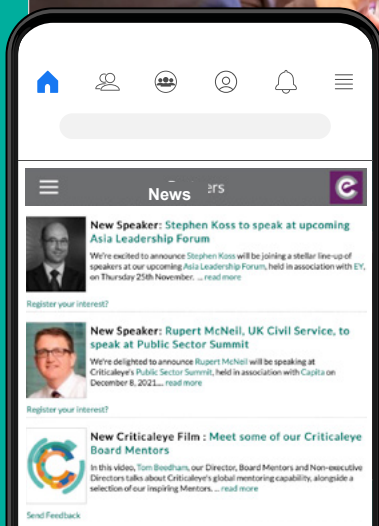 News ers
New Speaker: Stephen Koss to speak at upcoming
Asia Leadership Forum
We're excited to announce Stephen Koss will be joining a stellar line-up of
speakers at our upcoming Asia Leadership Forum, held in association with EY,
on Thursday 25th November. ... read more
Register your interest?
New Speaker: Rupert McNeil, UK Civil Service, to
speak at Public Sector Summit
We're delighted to announce Rupert McNeil will be speaking at
Criticaleye's Public Sector Summit, held in association with Capita on
December 8, 2021.... read more
Register your interest?
New Criticaleye Film : Meet some of our Criticaleye
Board Mentors
In this video, Tom Beedham, our Director, Board Mentors and Non-executive
Directors talks about Criticaleye's global mentoring capability, alongside a
selection of our inspiring Mentors. ... read more
Send Feedback